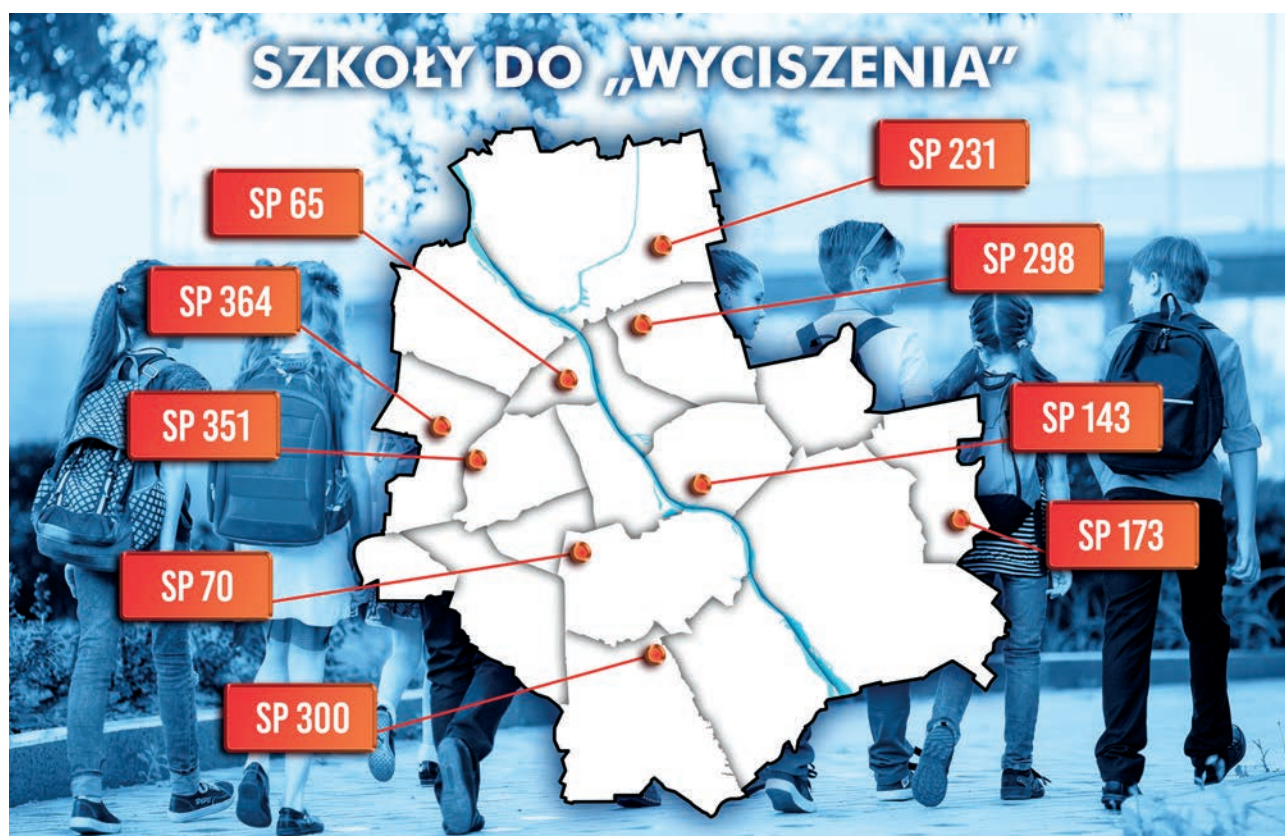 SZKOŁY DO „WYCISZENIA”
SP 231
SP 65
SP 298
SP 364
SP 351
SP 143
SP 173
SP 70
SP 300